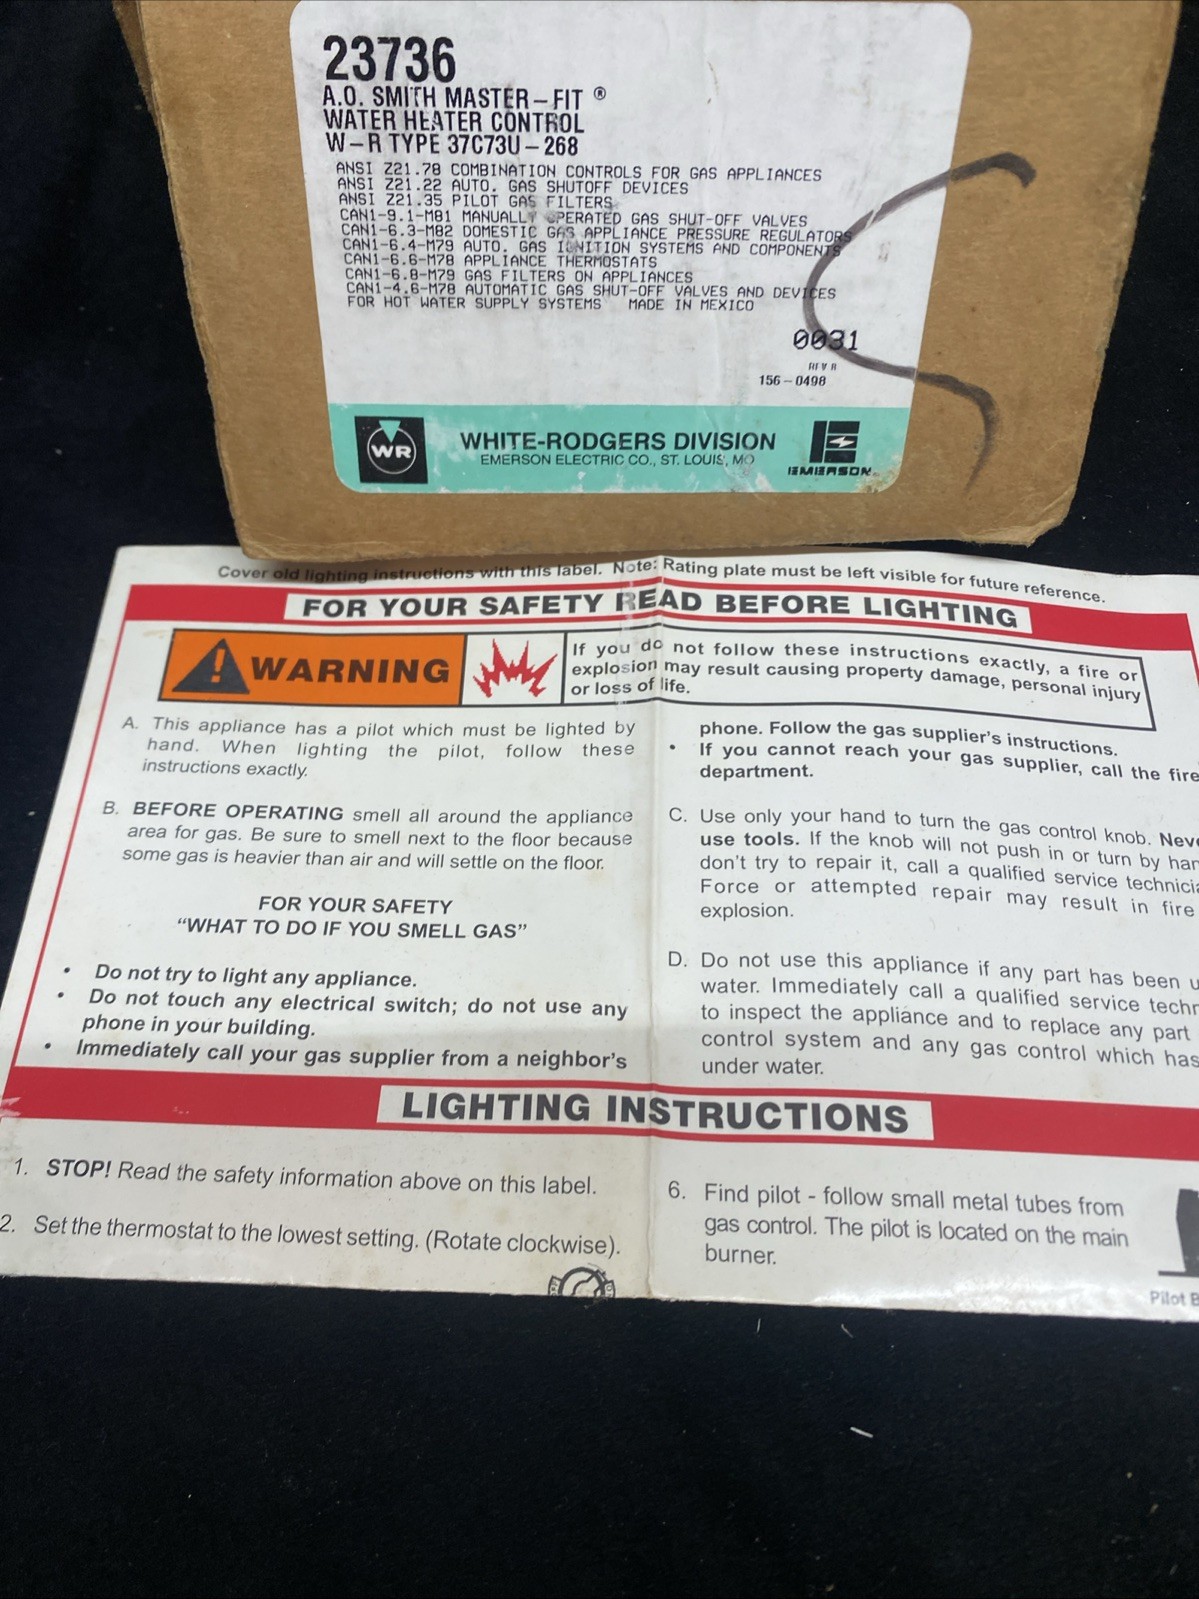 23736
A.O. SMITH MASTER-FIT ®
WATER HEATER CONTROL
W-R TYPE 37C73U-268
ANSI Z21.78 COMBINATION CONTROLS FOR GAS APPLIANCES
ANSI Z21.22 AUTO. GAS SHUTOFF DEVICES
ANSI Z21.35 PILOT GAS FILTERS
CAN1-9.1-M81 MANUALLY OPERATED GAS SHUT-OFF VALVES
CAN1-6.3-M82 DOMESTIC GAS APPLIANCE PRESSURE REGULATORS
CAN1-6.4-M79 AUTO. GAS IGNITION SYSTEMS AND COMPONENTS
CAN1-6.6-M78 APPLIANCE THERMOSTATS
CAN1-6.8-M79 GAS FILTERS ON APPLIANCES
CAN1-4.6-M78 AUTOMATIC GAS SHUT-OFF VALVES AND DEVICES
FOR HOT WATER SUPPLY SYSTEMS MADE IN MEXICO
0031
REV R
156-0498
WR
WHITE-RODGERS DIVISION
EMERSON ELECTRIC CO., ST. LOUIS, MO
EMERSON
Cover old lighting instructions with this label. Note: Rating plate must be left visible for future reference.
FOR YOUR SAFETY READ BEFORE LIGHTING
! WARNING
If you do not follow these instructions exactly, a fire or
explosion may result causing property damage, personal injury
or loss of life.
A. This appliance has a pilot which must be lighted by
hand. When lighting the pilot, follow these
instructions exactly.
B. BEFORE OPERATING smell all around the appliance
area for gas. Be sure to smell next to the floor because
some gas is heavier than air and will settle on the floor.
FOR YOUR SAFETY
“WHAT TO DO IF YOU SMELL GAS”
• Do not try to light any appliance.
• Do not touch any electrical switch; do not use any
phone in your building.
• Immediately call your gas supplier from a neighbor's
phone. Follow the gas supplier's instructions.
• If you cannot reach your gas supplier, call the fire
department.
C. Use only your hand to turn the gas control knob. Neve
use tools. If the knob will not push in or turn by han
don't try to repair it, call a qualified service technicia
Force or attempted repair may result in fire
explosion.
D. Do not use this appliance if any part has been u
water. Immediately call a qualified service techn
to inspect the appliance and to replace any part
control system and any gas control which has
under water.
LIGHTING INSTRUCTIONS
1. STOP! Read the safety information above on this label.
2. Set the thermostat to the lowest setting. (Rotate clockwise).
6. Find pilot - follow small metal tubes from
gas control. The pilot is located on the main
burner.
Pilot B